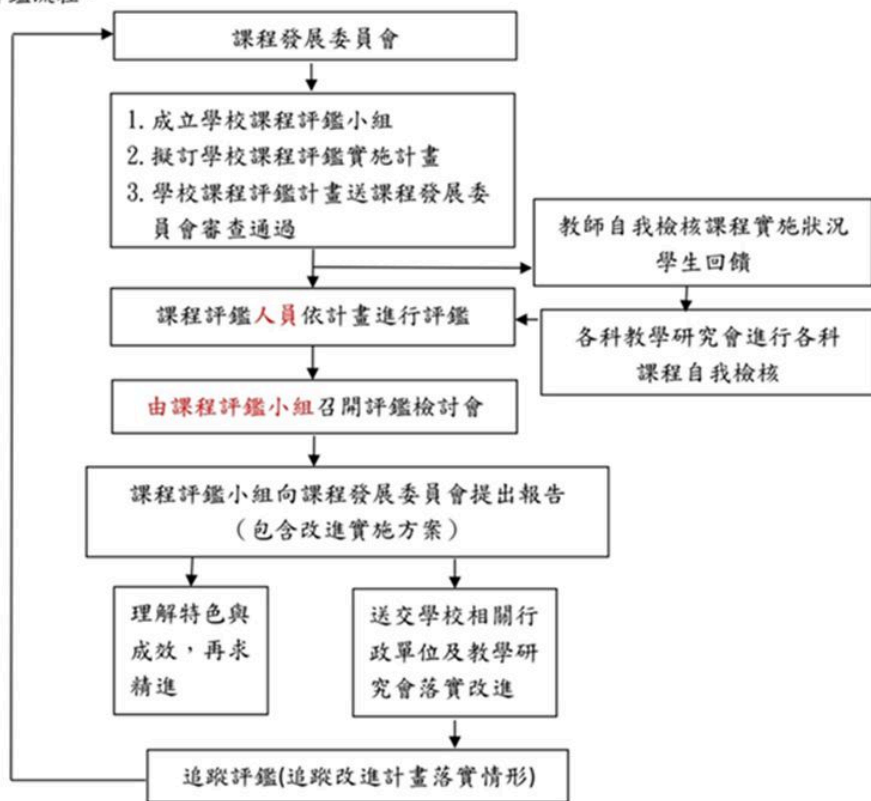 課程發展委員會
1. 成立學校課程評鑑小組
2. 擬訂學校課程評鑑實施計畫
3. 學校課程評鑑計畫送課程發展委
員會審查通過
教師自我檢核課程實施狀況
學生回饋
課程評鑑人員依計畫進行評鑑
各科教學研究會進行各科
課程自我檢核
由課程評鑑小組召開評鑑檢討會
課程評鑑小組向課程發展委員會提出報告
（包含改進實施方案）
理解特色與
成效，再求
精進
送交學校相關行
政單位及教學研
究會落實改進
追蹤評鑑(追蹤改進計畫落實情形)